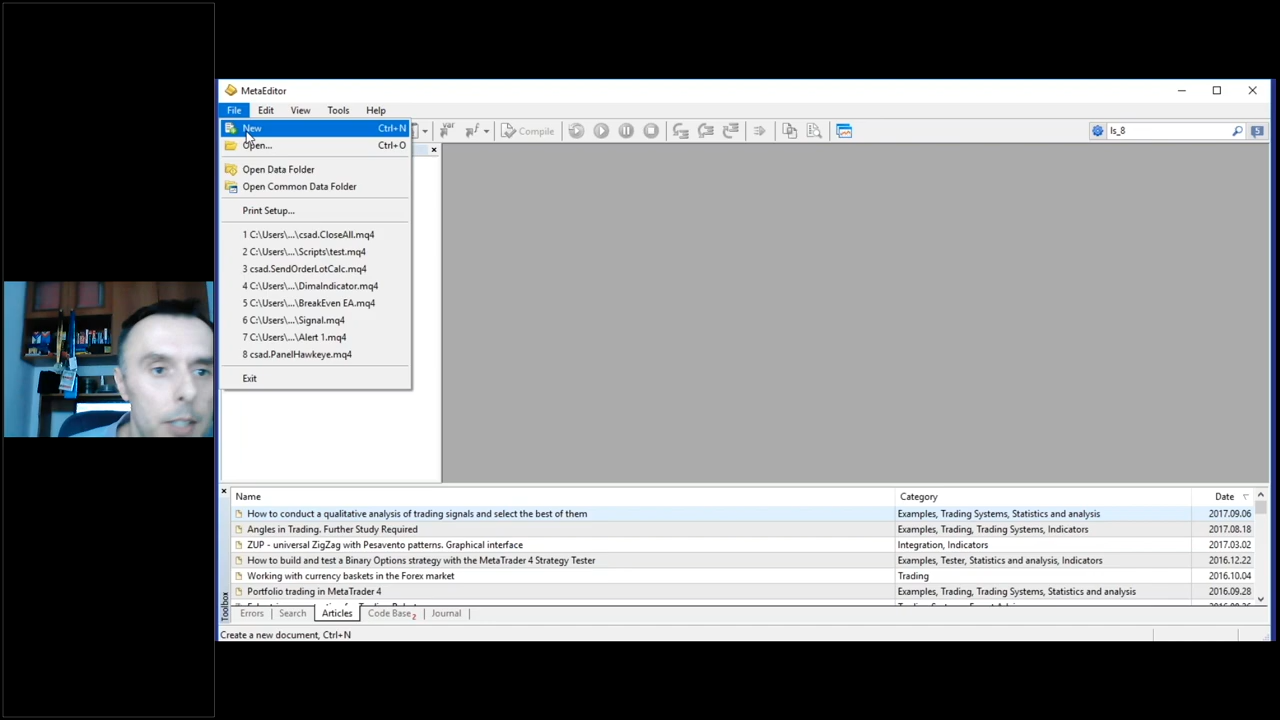 MetaEditor
File Edit View Tools Help
New Ctrl+N
Open... Ctrl+O
Open Data Folder
Open Common Data Folder
Print Setup...
1 C:\Users\...\csad.CloseAll.mq4
2 C:\Users\...\Scripts\test.mq4
3 csad.SendOrderLotCalc.mq4
4 C:\Users\...\DimaIndicator.mq4
5 C:\Users\...\BreakEven EA.mq4
6 C:\Users\...\Signal.mq4
7 C:\Users\...\Alert 1.mq4
8 csad.PanelHawkeye.mq4
Exit
var Compile ls_8 5
Name Category Date
How to conduct a qualitative analysis of trading signals and select the best of them Examples, Trading Systems, Statistics and analysis 2017.09.06
Angles in Trading. Further Study Required Examples, Trading, Trading Systems, Indicators 2017.08.18
ZUP - universal ZigZag with Pesavento patterns. Graphical interface Integration, Indicators 2017.03.02
How to build and test a Binary Options strategy with the MetaTrader 4 Strategy Tester Examples, Tester, Statistics and analysis, Indicators 2016.12.22
Working with currency baskets in the Forex market Trading 2016.10.04
Portfolio trading in MetaTrader 4 Examples, Trading, Trading Systems, Statistics and analysis 2016.09.28
Toolbox
Errors Search Articles Code Base 2 Journal
Create a new document, Ctrl+N